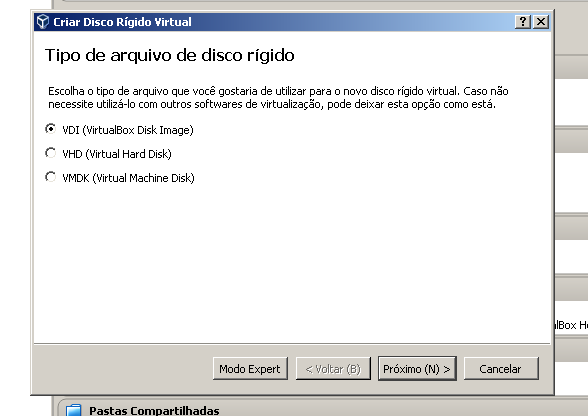 Criar Disco Rígido Virtual
Tipo de arquivo de disco rígido
Escolha o tipo de arquivo que você gostaria de utilizar para o novo disco rígido virtual. Caso não
necessite utilizá-lo com outros softwares de virtualização, pode deixar esta opção como está.
VDI (VirtualBox Disk Image)
VHD (Virtual Hard Disk)
VMDK (Virtual Machine Disk)
Modo Expert
< Voltar (B)
Próximo (N) >
Cancelar
Pastas Compartilhadas